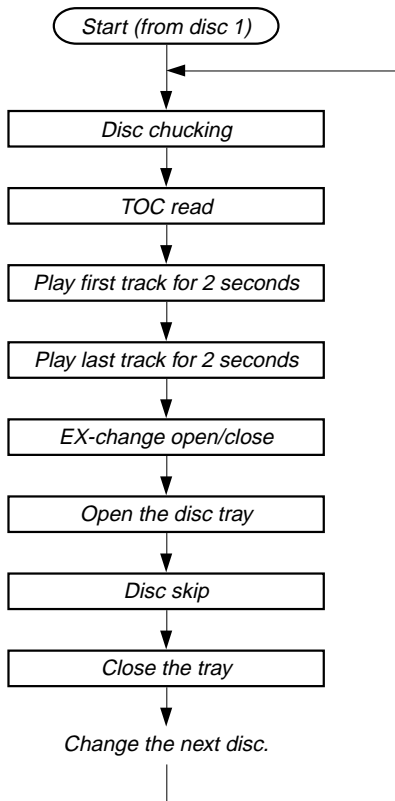 Start (from disc 1)
Disc chucking
TOC read
Play first track for 2 seconds
Play last track for 2 seconds
EX-change open/close
Open the disc tray
Disc skip
Close the tray
Change the next disc.